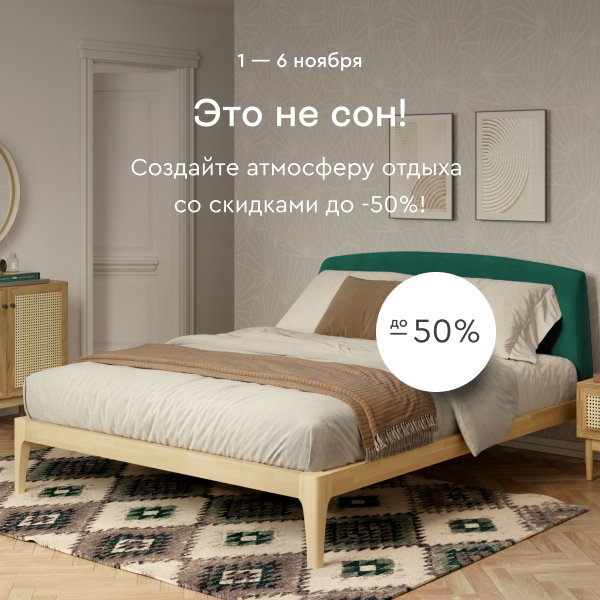 1 — 6 ноября
Это не сон!
Создайте атмосферу отдыха
со скидками до -50%!
до 50%